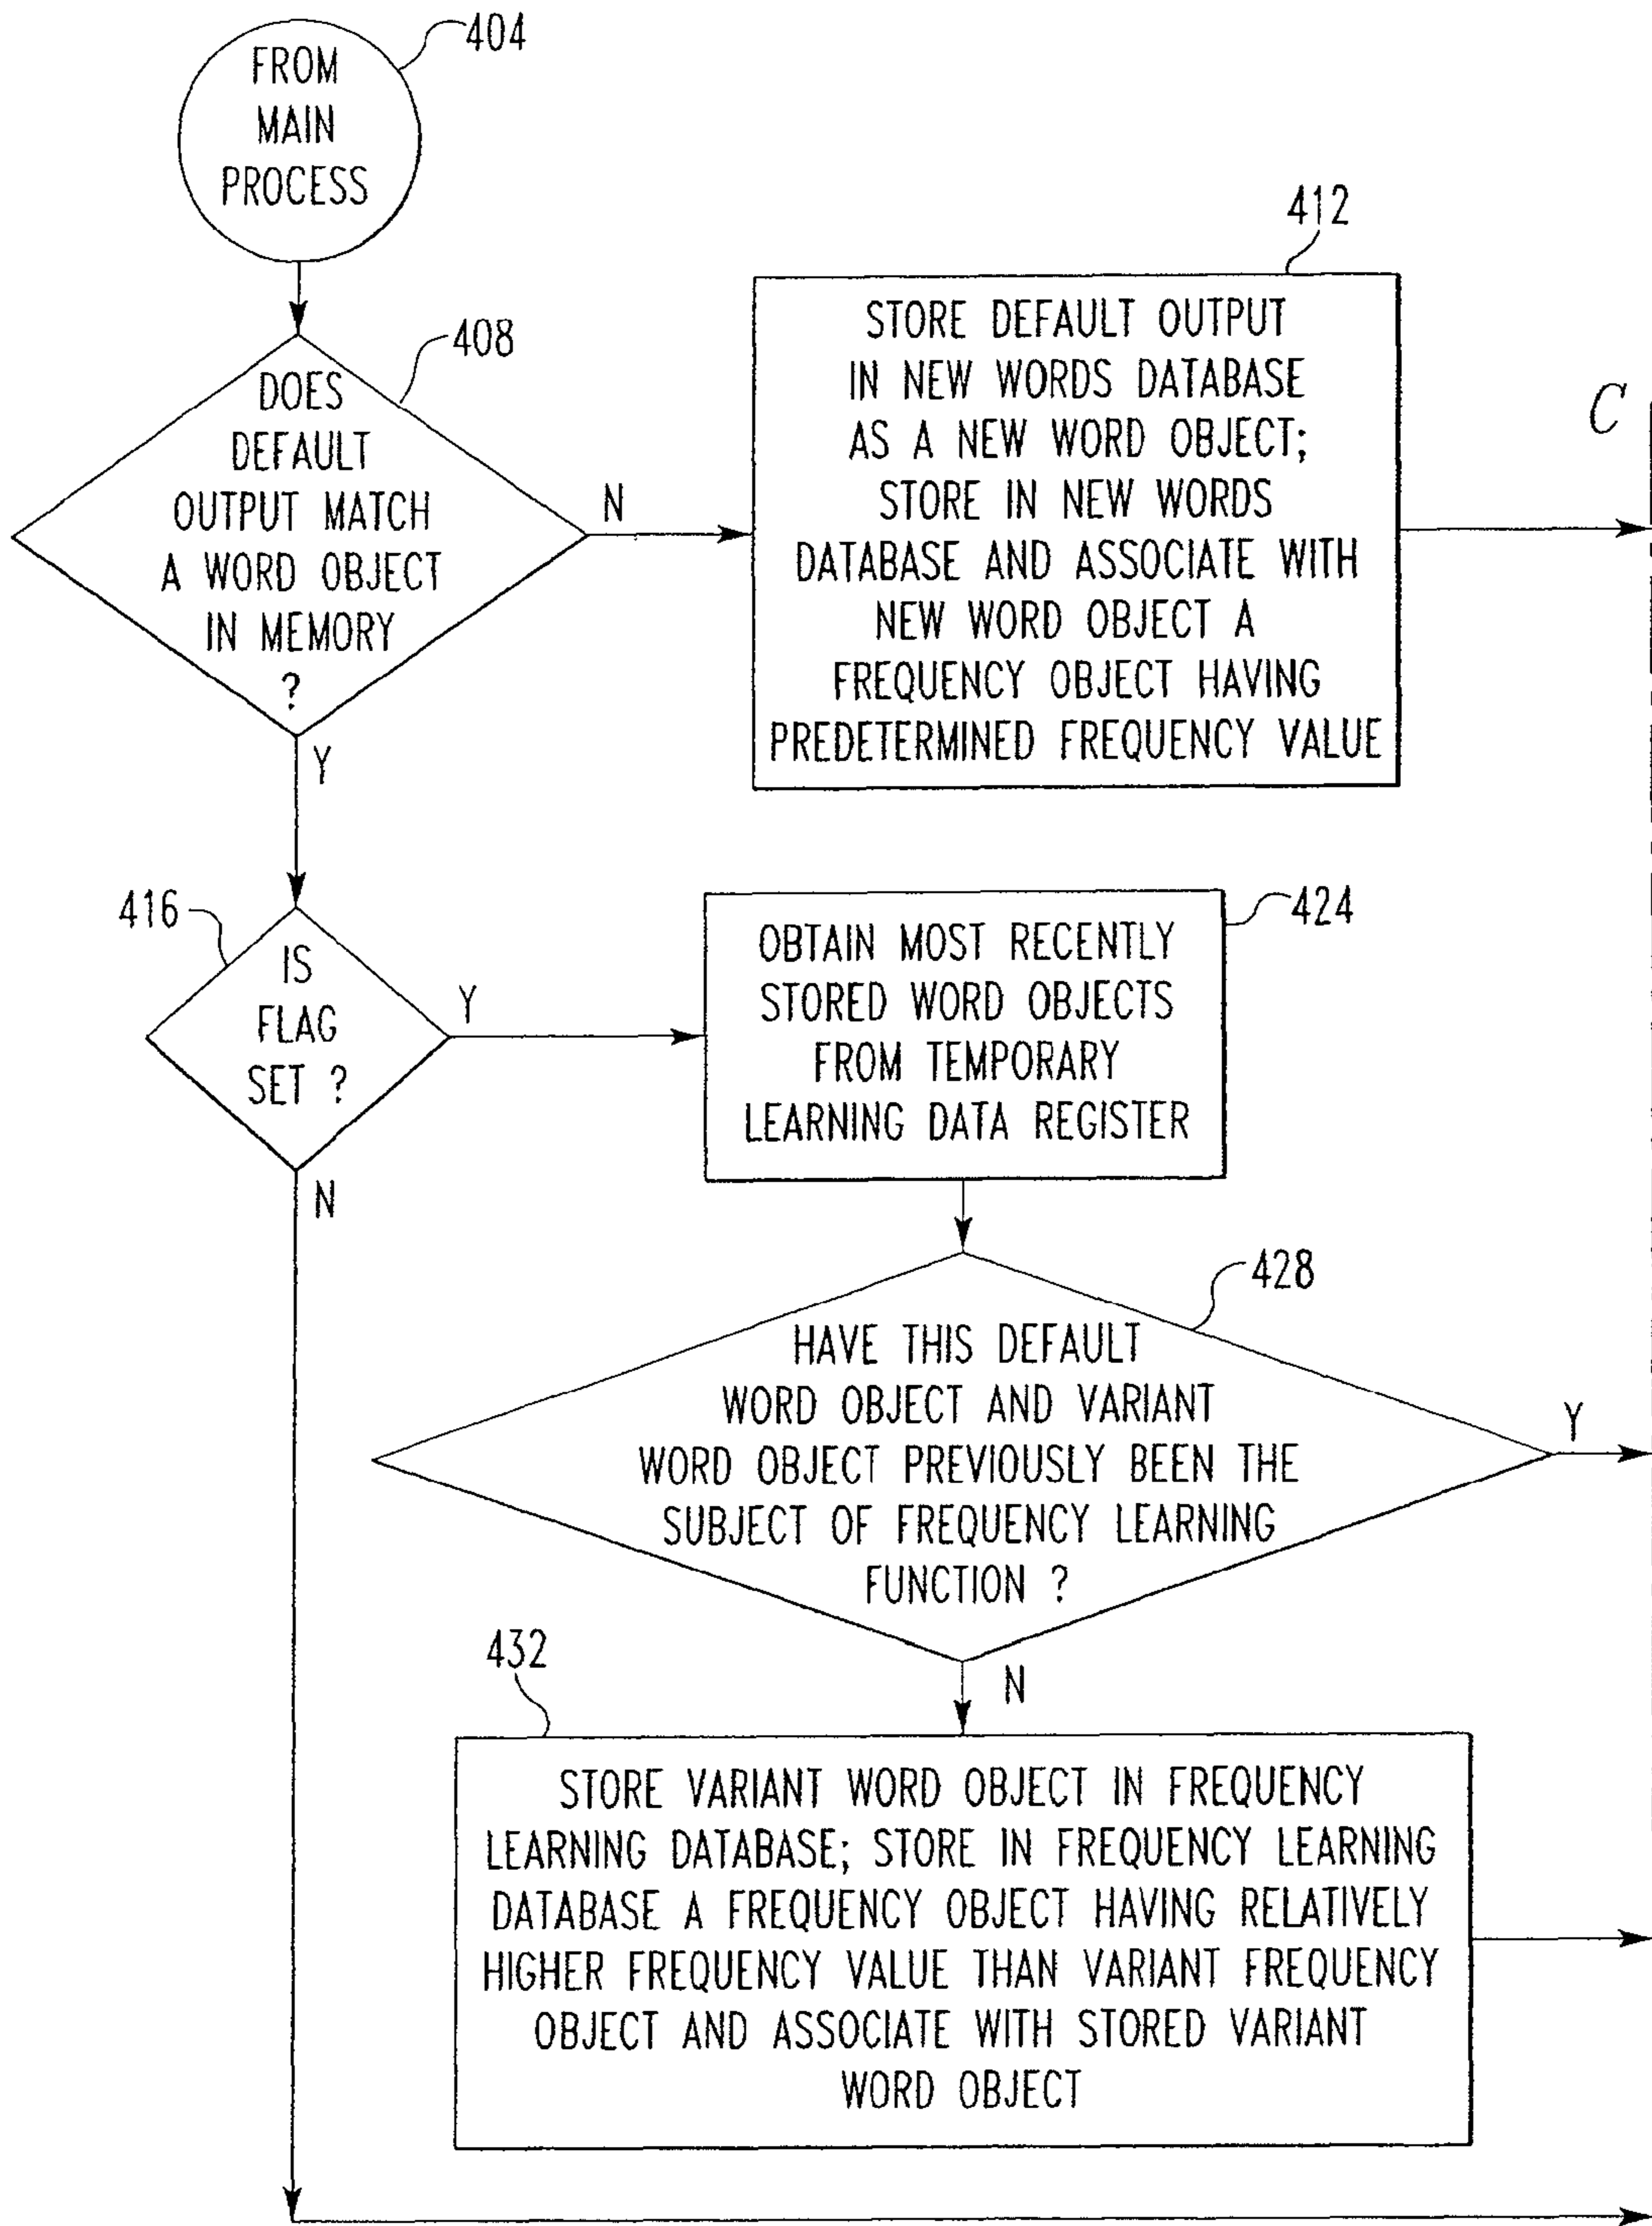 404
FROM
MAIN
PROCESS
408
DOES
DEFAULT
OUTPUT MATCH
A WORD OBJECT
IN MEMORY
?
N
Y
412
STORE DEFAULT OUTPUT
IN NEW WORDS DATABASE
AS A NEW WORD OBJECT;
STORE IN NEW WORDS
DATABASE AND ASSOCIATE WITH
NEW WORD OBJECT A
FREQUENCY OBJECT HAVING
PREDETERMINED FREQUENCY VALUE
C
416
IS
FLAG
SET ?
Y
N
424
OBTAIN MOST RECENTLY
STORED WORD OBJECTS
FROM TEMPORARY
LEARNING DATA REGISTER
428
HAVE THIS DEFAULT
WORD OBJECT AND VARIANT
WORD OBJECT PREVIOUSLY BEEN THE
SUBJECT OF FREQUENCY LEARNING
FUNCTION ?
Y
N
432
STORE VARIANT WORD OBJECT IN FREQUENCY
LEARNING DATABASE; STORE IN FREQUENCY LEARNING
DATABASE A FREQUENCY OBJECT HAVING RELATIVELY
HIGHER FREQUENCY VALUE THAN VARIANT FREQUENCY
OBJECT AND ASSOCIATE WITH STORED VARIANT
WORD OBJECT